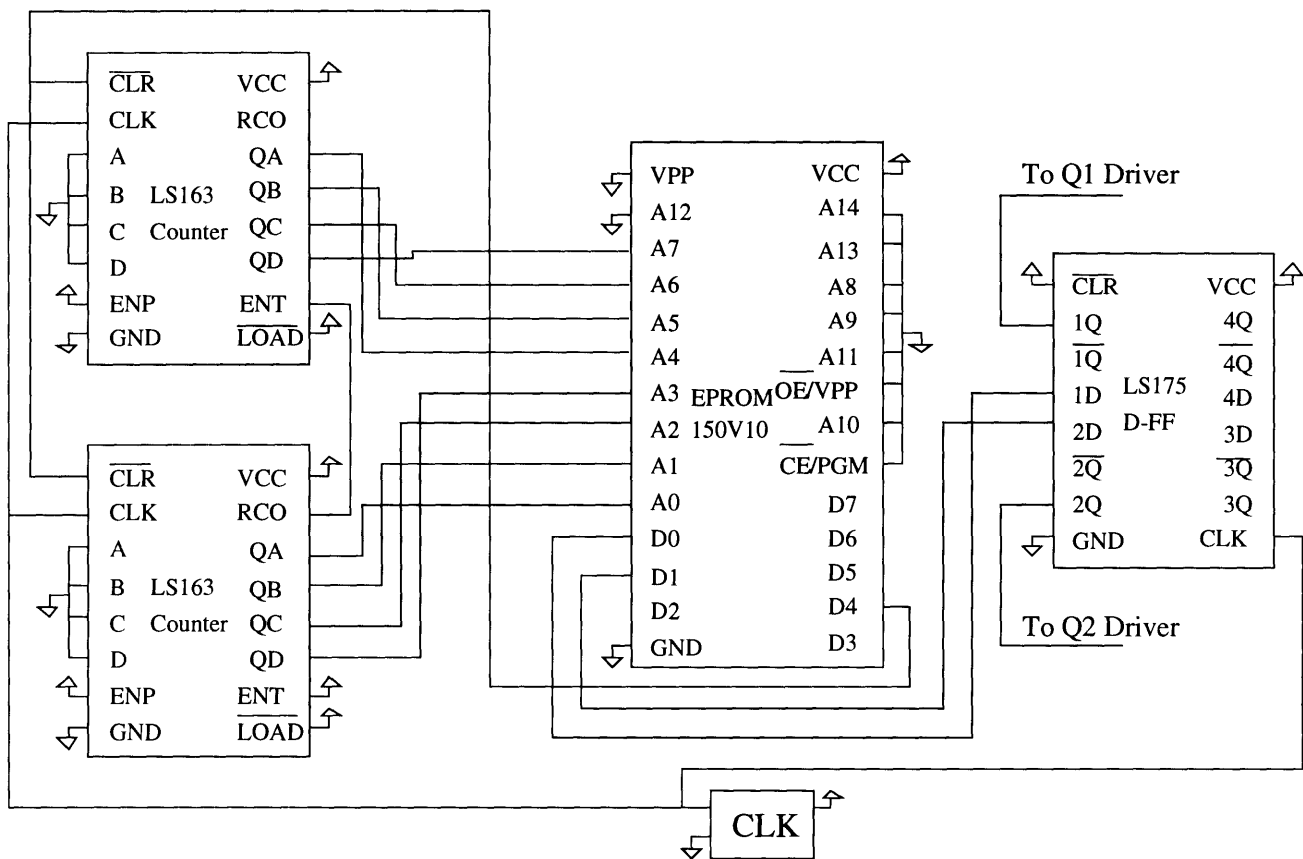 CLR VCC
CLK RCO
A QA
B LS163 QB
C Counter QC
D QD
ENP ENT
GND LOAD
CLR VCC
CLK RCO
A QA
B LS163 QB
C Counter QC
D QD
ENP ENT
GND LOAD
VPP VCC
A12 A14
A7 A13
A6 A8
A5 A9
A4 A11
A3 EPROM OE/VPP
A2 150V10 A10
A1 CE/PGM
A0 D7
D0 D6
D1 D5
D2 D4
GND D3
To Q1 Driver
CLR VCC
1Q 4Q
1Q 4Q
1D LS175 4D
2D D-FF 3D
2Q 3Q
2Q 3Q
GND CLK
To Q2 Driver
CLK